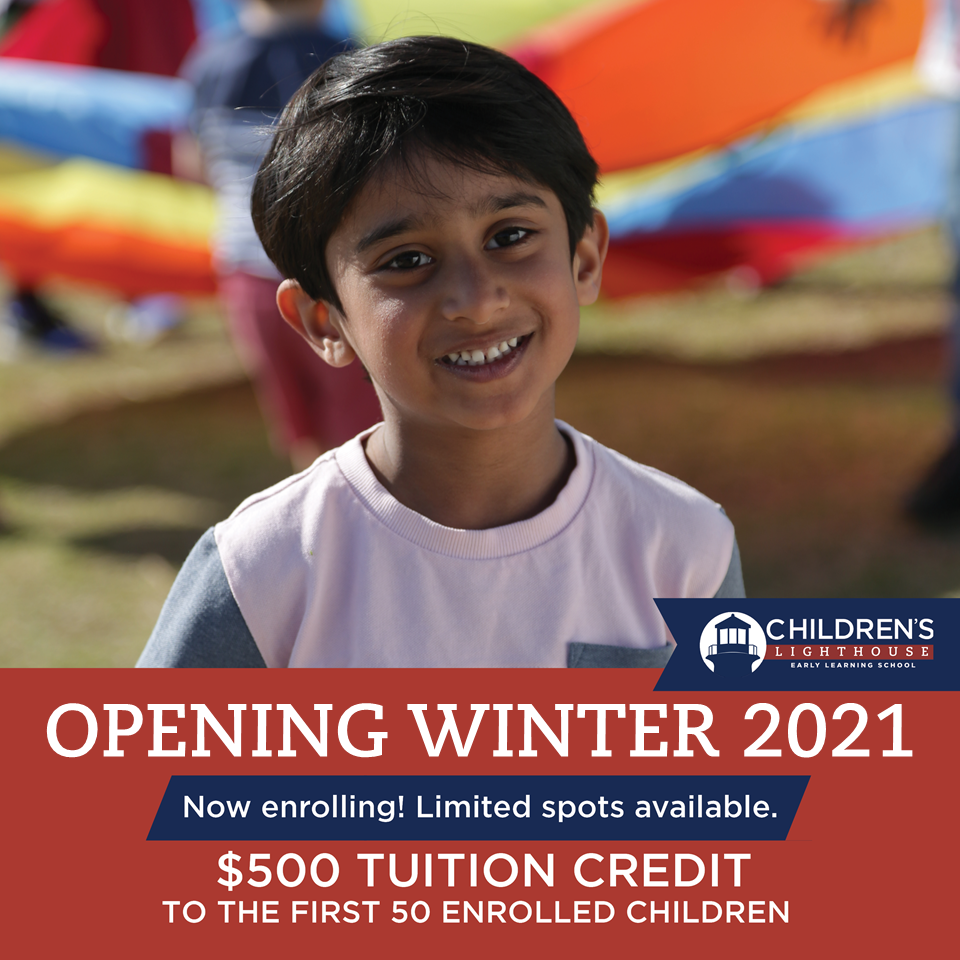 CHILDREN'S
LIGHTHOUSE
EARLY LEARNING SCHOOL
OPENING WINTER 2021
Now enrolling! Limited spots available.
$500 TUITION CREDIT
TO THE FIRST 50 ENROLLED CHILDREN